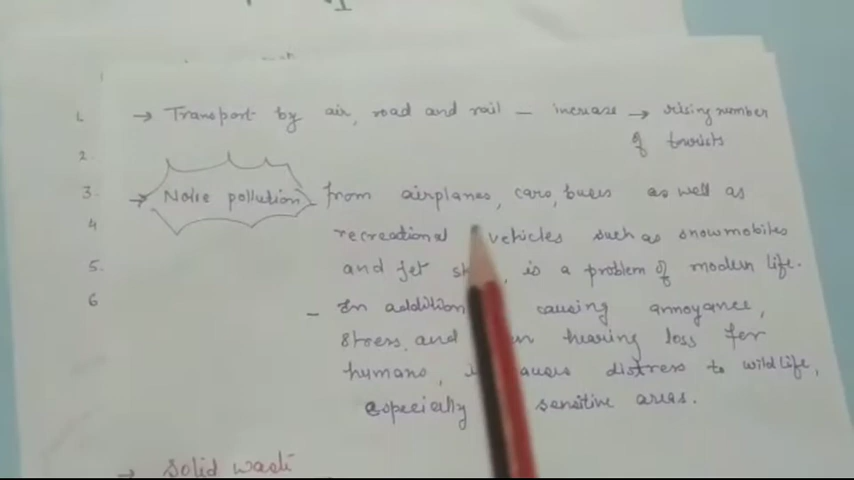 1.
→ Transport by air, road and rail — increase → rising number
of tourists
2.
3.
→ Noise pollution from airplanes, cars, buses as well as
4
recreational vehicles such as snowmobiles
5.
and jet is a problem of modern life.
6
- In addition causing annoyance,
stress, and hearing loss for
humans, distress to wildlife,
especially sensitive areas.
→ Solid waste